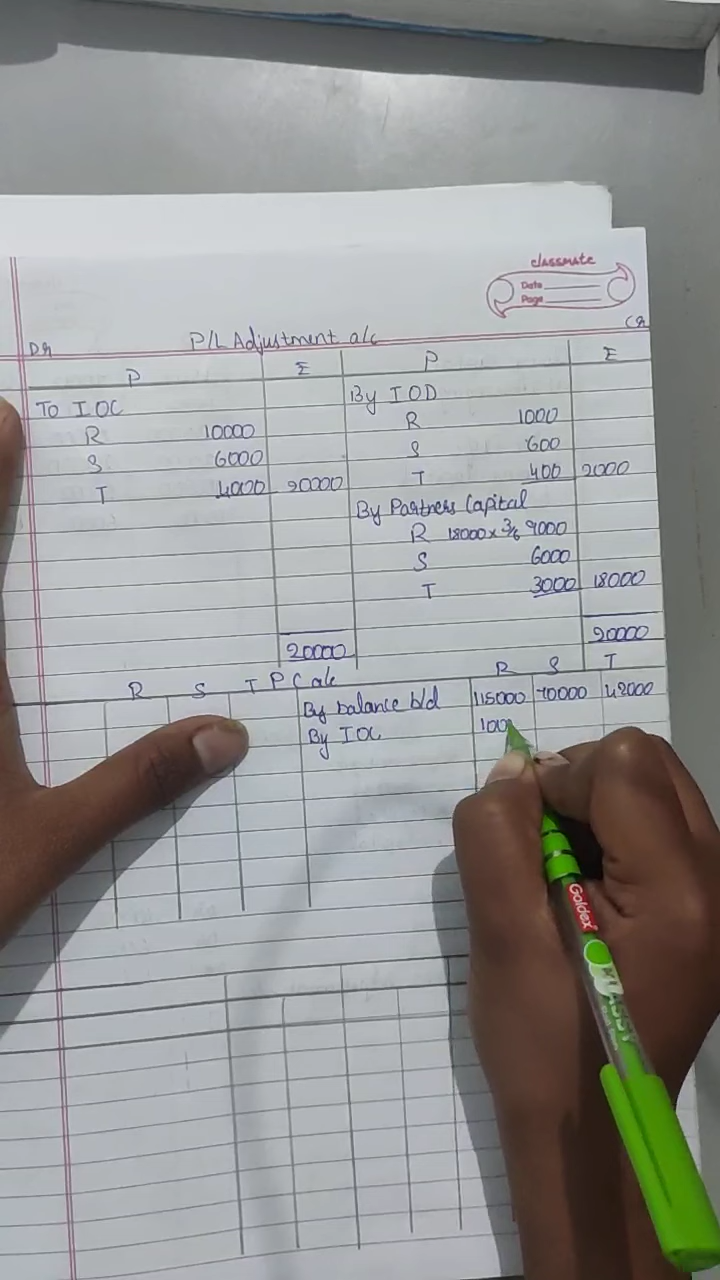 classmate
Date
Page
Dr P/L Adjustment a/c Cr
P Σ P Σ
To IOC By IOD
R 10000 R 1000
S 6000 S 600
T 4000 20000 T 400 2000
By Partners Capital
R 18000 x 3/6 9000
S 6000
T 3000 18000
20000 20000
R S T P C a/c R S T
By balance b/d 115000 70000 42000
By IOC 1000
Goldex
KLASSY